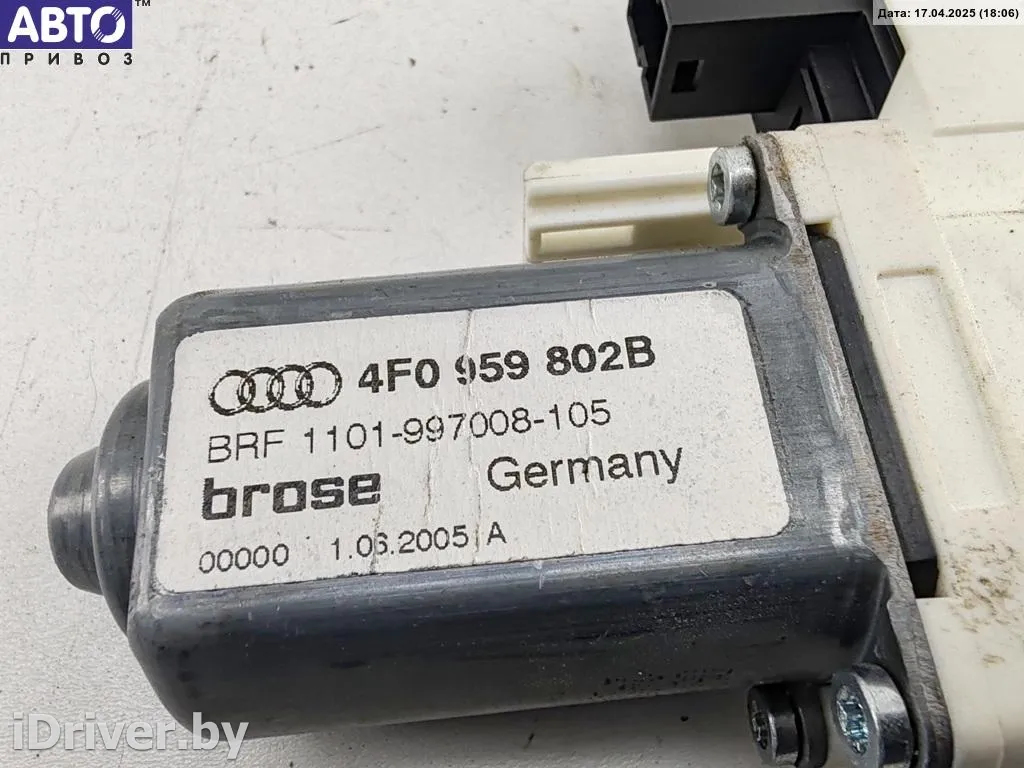 АВТО™
ПРИВОЗ
Дата: 17.04.2025 (18:06)
4F0 959 802B
BRF 1101-997008-105
brose Germany
00000 1.06.2005 A
iDriver.by